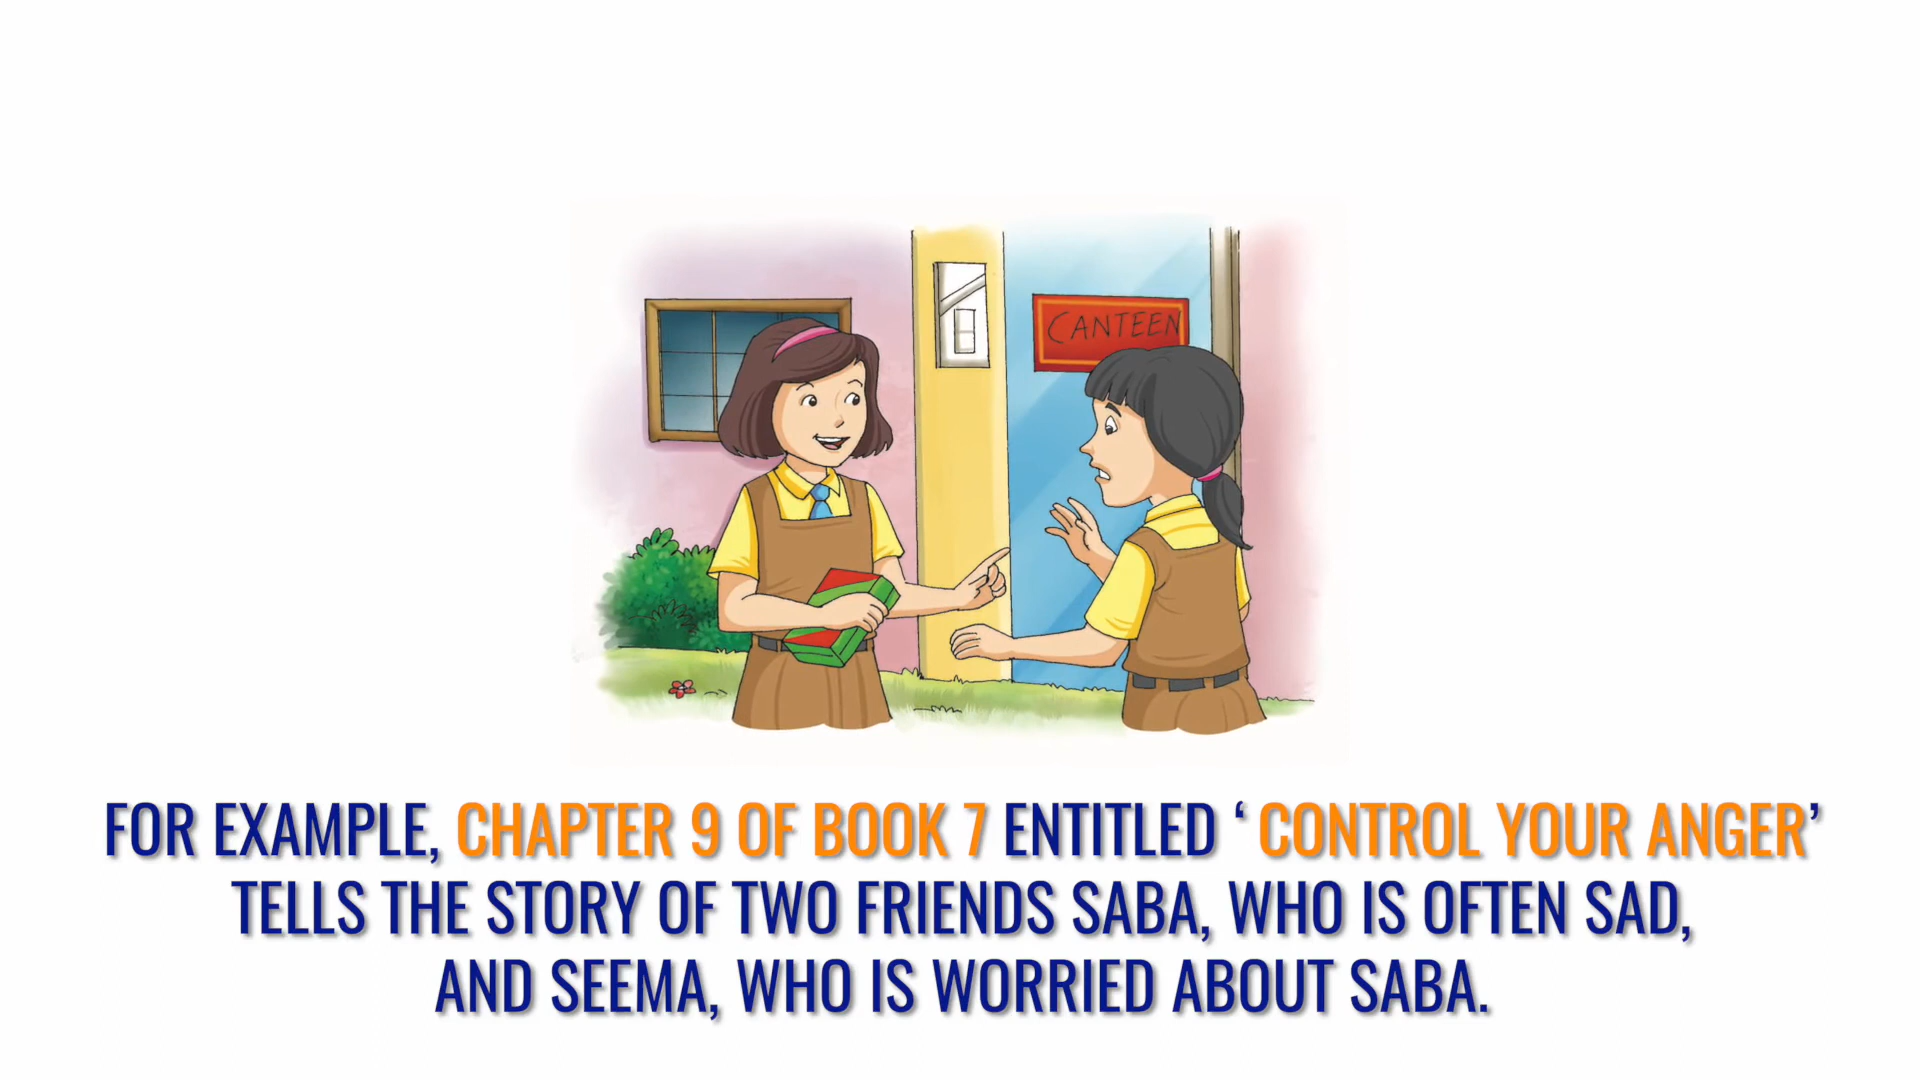 CANTEEN
FOR EXAMPLE, CHAPTER 9 OF BOOK 7 ENTITLED ‘ CONTROL YOUR ANGER’
TELLS THE STORY OF TWO FRIENDS SABA, WHO IS OFTEN SAD,
AND SEEMA, WHO IS WORRIED ABOUT SABA.